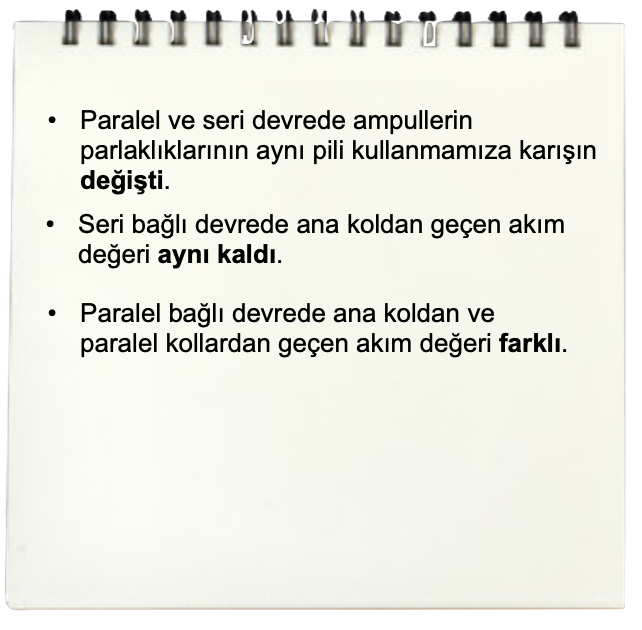 • Paralel ve seri devrede ampullerin
parlaklıklarının aynı pili kullanmamıza karışın
değişti.
• Seri bağlı devrede ana koldan geçen akım
değeri aynı kaldı.
• Paralel bağlı devrede ana koldan ve
paralel kollardan geçen akım değeri farklı.